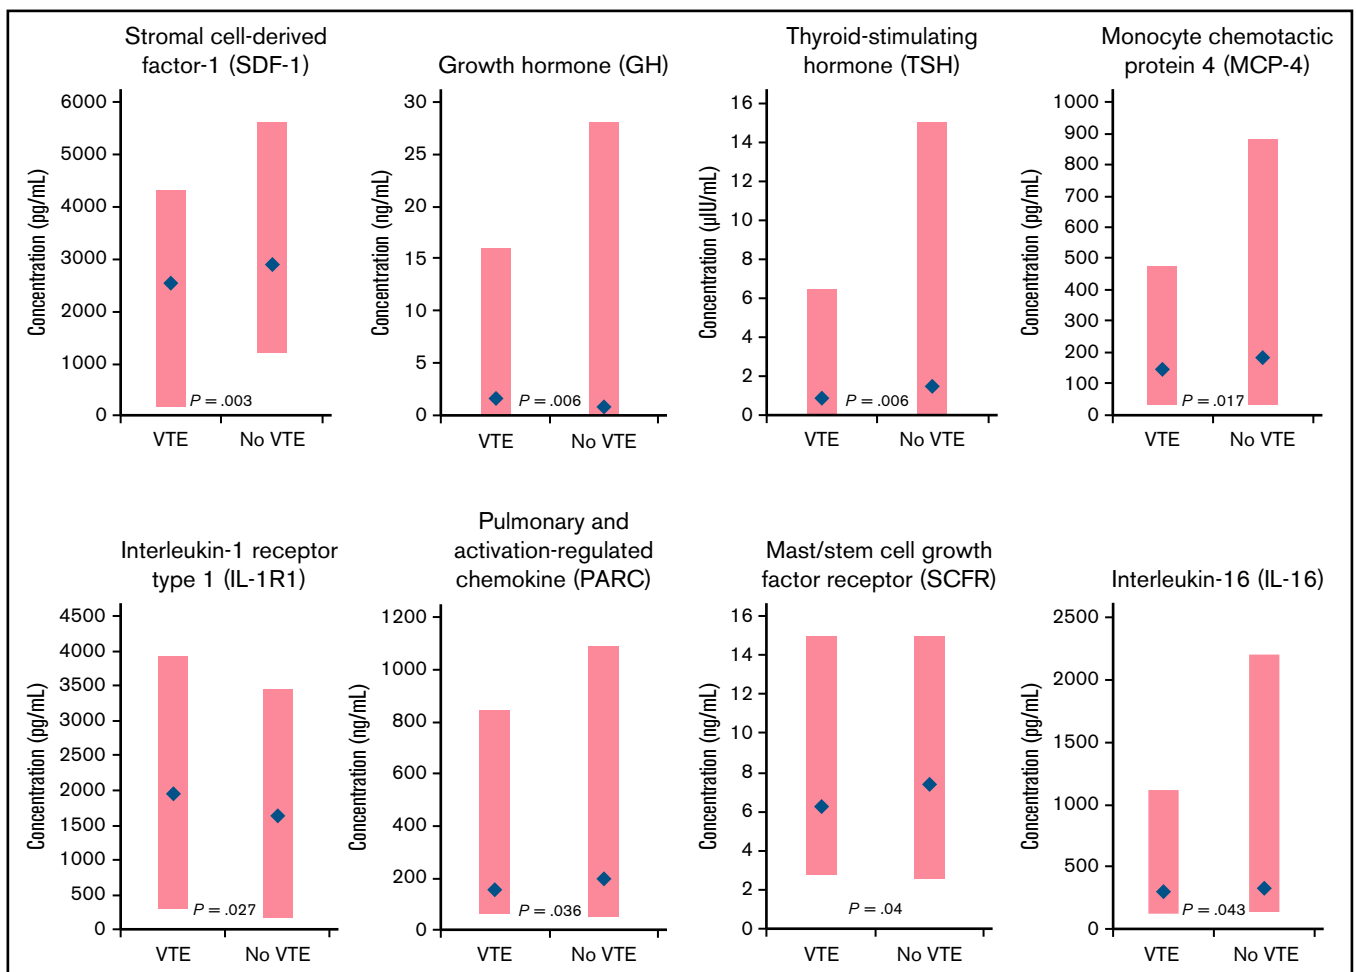 Stromal cell-derived
factor-1 (SDF-1)
Concentration (pg/mL)
6000
5000
4000
3000
2000
1000
0
P = .003
VTE
No VTE
Growth hormone (GH)
Concentration (ng/mL)
30
25
20
15
10
5
0
P = .006
VTE
No VTE
Thyroid-stimulating
hormone (TSH)
Concentration (µIU/mL)
16
14
12
10
8
6
4
2
0
P = .006
VTE
No VTE
Monocyte chemotactic
protein 4 (MCP-4)
Concentration (pg/mL)
1000
900
800
700
600
500
400
300
200
100
0
P = .017
VTE
No VTE
Interleukin-1 receptor
type 1 (IL-1R1)
Concentration (pg/mL)
4500
4000
3500
3000
2500
2000
1500
1000
500
0
P = .027
VTE
No VTE
Pulmonary and
activation-regulated
chemokine (PARC)
Concentration (ng/mL)
1200
1000
800
600
400
200
0
P = .036
VTE
No VTE
Mast/stem cell growth
factor receptor (SCFR)
Concentration (ng/mL)
16
14
12
10
8
6
4
2
0
P = .04
VTE
No VTE
Interleukin-16 (IL-16)
Concentration (pg/mL)
2500
2000
1500
1000
500
0
P = .043
VTE
No VTE